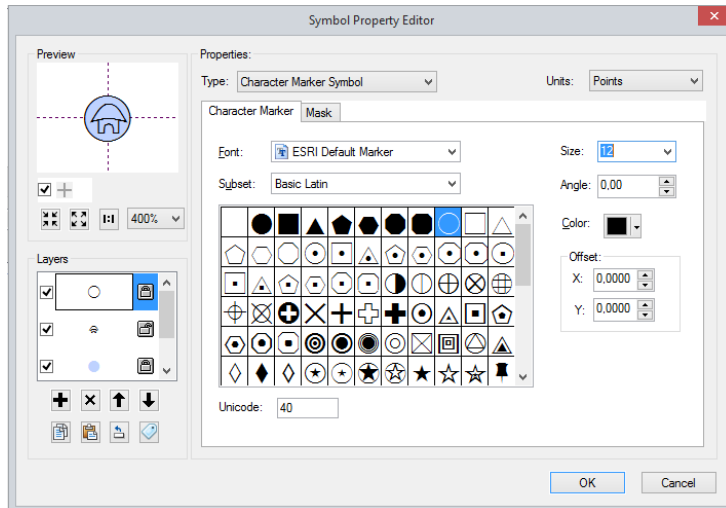 Symbol Property Editor
Preview
Properties:
Type: Character Marker Symbol
Units: Points
Character Marker
Mask
Font: ESRI Default Marker
Size: 12
Subset: Basic Latin
Angle: 0,00
Color:
Offset:
X: 0,0000
Y: 0,0000
1:1
400%
Layers
Unicode: 40
OK
Cancel